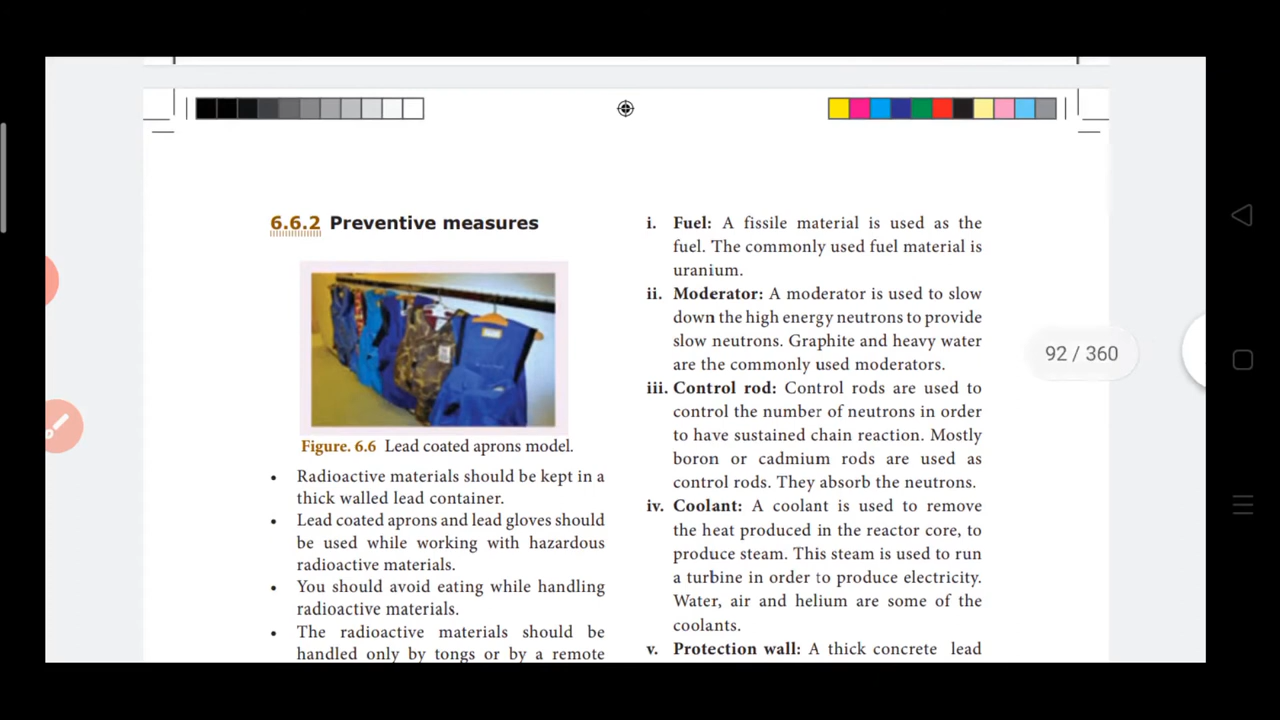 6.6.2 Preventive measures
Figure. 6.6 Lead coated aprons model.
• Radioactive materials should be kept in a
thick walled lead container.
• Lead coated aprons and lead gloves should
be used while working with hazardous
radioactive materials.
• You should avoid eating while handling
radioactive materials.
• The radioactive materials should be
handled only by tongs or by a remote
i. Fuel: A fissile material is used as the
fuel. The commonly used fuel material is
uranium.
ii. Moderator: A moderator is used to slow
down the high energy neutrons to provide
slow neutrons. Graphite and heavy water
are the commonly used moderators.
iii. Control rod: Control rods are used to
control the number of neutrons in order
to have sustained chain reaction. Mostly
boron or cadmium rods are used as
control rods. They absorb the neutrons.
iv. Coolant: A coolant is used to remove
the heat produced in the reactor core, to
produce steam. This steam is used to run
a turbine in order to produce electricity.
Water, air and helium are some of the
coolants.
v. Protection wall: A thick concrete lead
92 / 360